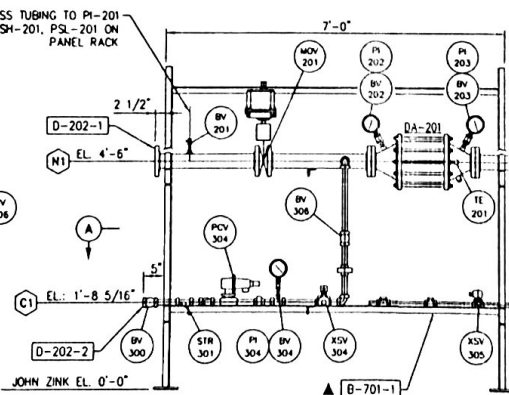 SS TUBING TO PI-201
SH-201, PSL-201 ON
PANEL RACK
7'-0"
MOV
201
PI
202
BV
202
PI
203
BV
203
2 1/2"
BV
201
DA-201
D-202-1
N1 EL. 4'-6"
TE
201
BV
306
06
A
PCV
304
5"
C1 EL.: 1'-8 5/16"
D-202-2
BV
300
STR
301
PI
304
BV
304
XSV
304
XSV
305
JOHN ZINK EL. 0'-0"
B-701-1